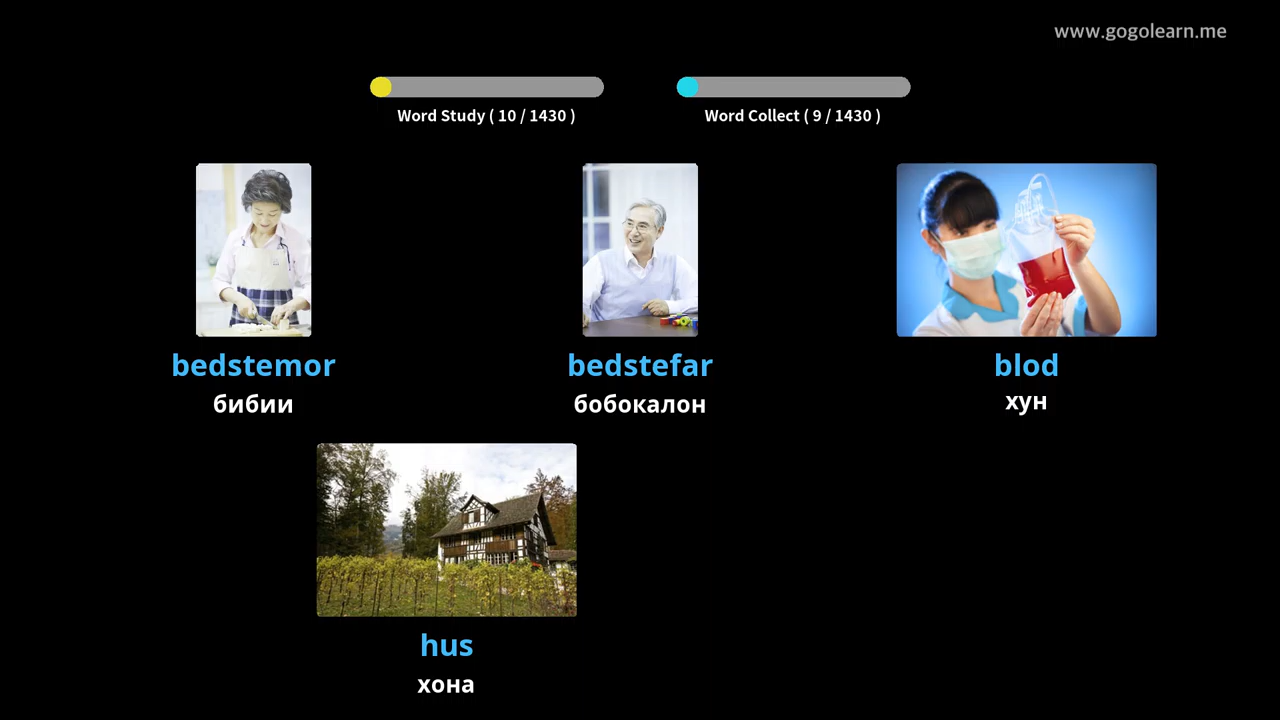 www.gogolearn.me
Word Study ( 10 / 1430 )
Word Collect ( 9 / 1430 )
bedstemor
бибии
bedstefar
бобокалон
blod
хун
hus
хона